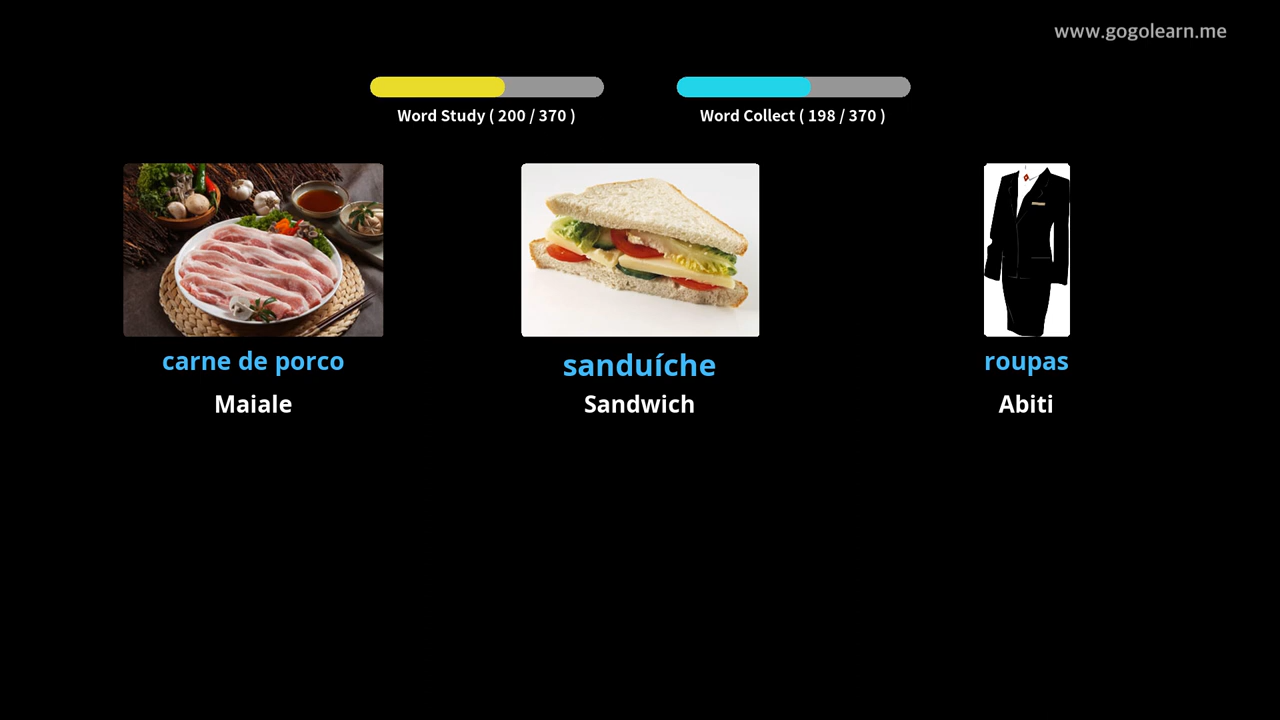 www.gogolearn.me
Word Study ( 200 / 370 )
Word Collect ( 198 / 370 )
carne de porco
sanduíche
roupas
Maiale
Sandwich
Abiti